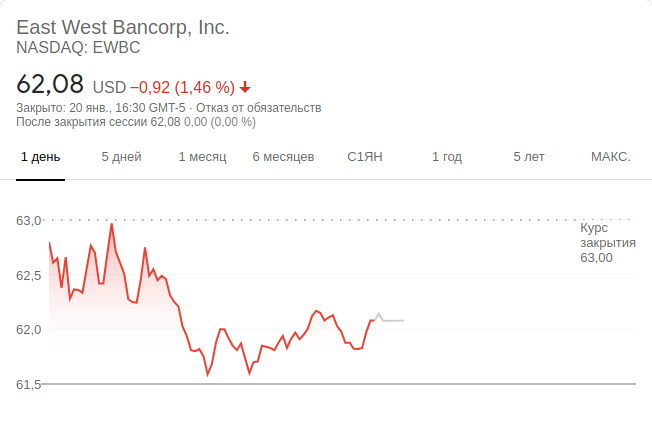 East West Bancorp, Inc.
NASDAQ: EWBC
62,08 USD −0,92 (1,46 %)
Закрыто: 20 янв., 16:30 GMT-5 · Отказ от обязательств
После закрытия сессии 62,08 0,00 (0,00 %)
1 день 5 дней 1 месяц 6 месяцев С1ЯН 1 год 5 лет МАКС.
63,0
Курс
закрытия
63,00
62,5
62,0
61,5